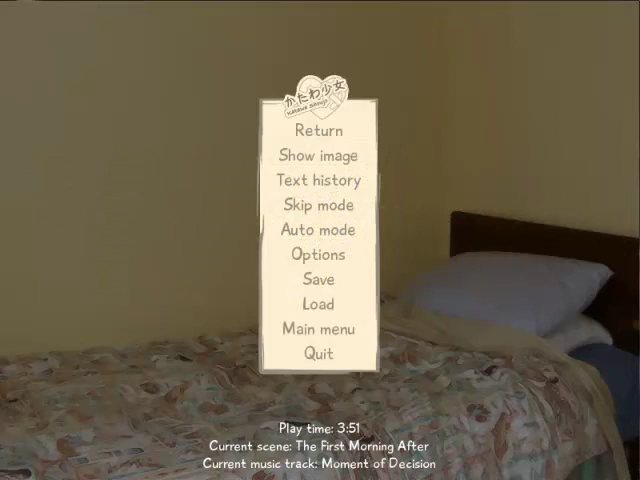 かたわ少女
KATAWA SHOUJO
Return
Show image
Text history
Skip mode
Auto mode
Options
Save
Load
Main menu
Quit
Play time: 3:51
Current scene: The First Morning After
Current music track: Moment of Decision